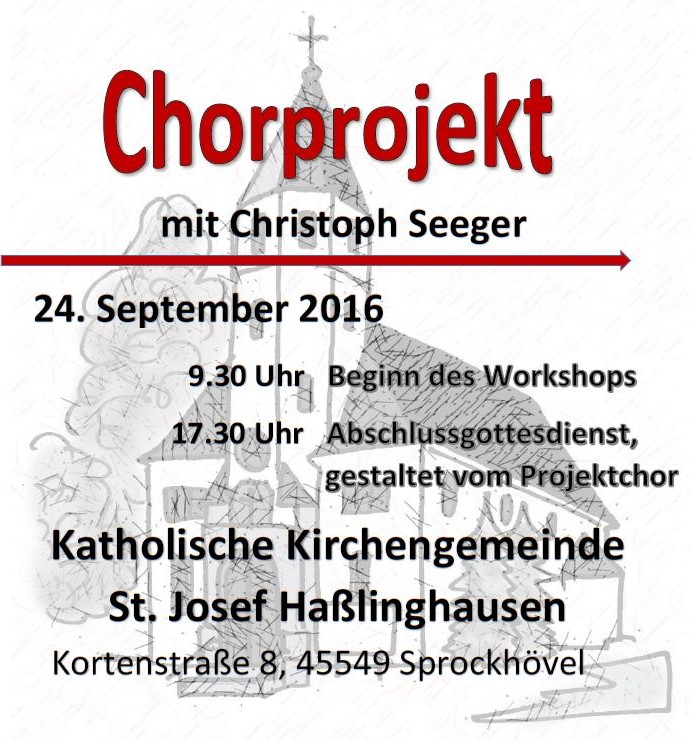 Chorprojekt
mit Christoph Seeger
24. September 2016
9.30 Uhr Beginn des Workshops
17.30 Uhr Abschlussgottesdienst,
gestaltet vom Projektchor
Katholische Kirchengemeinde
St. Josef Haßlinghausen
Kortenstraße 8, 45549 Sprockhövel